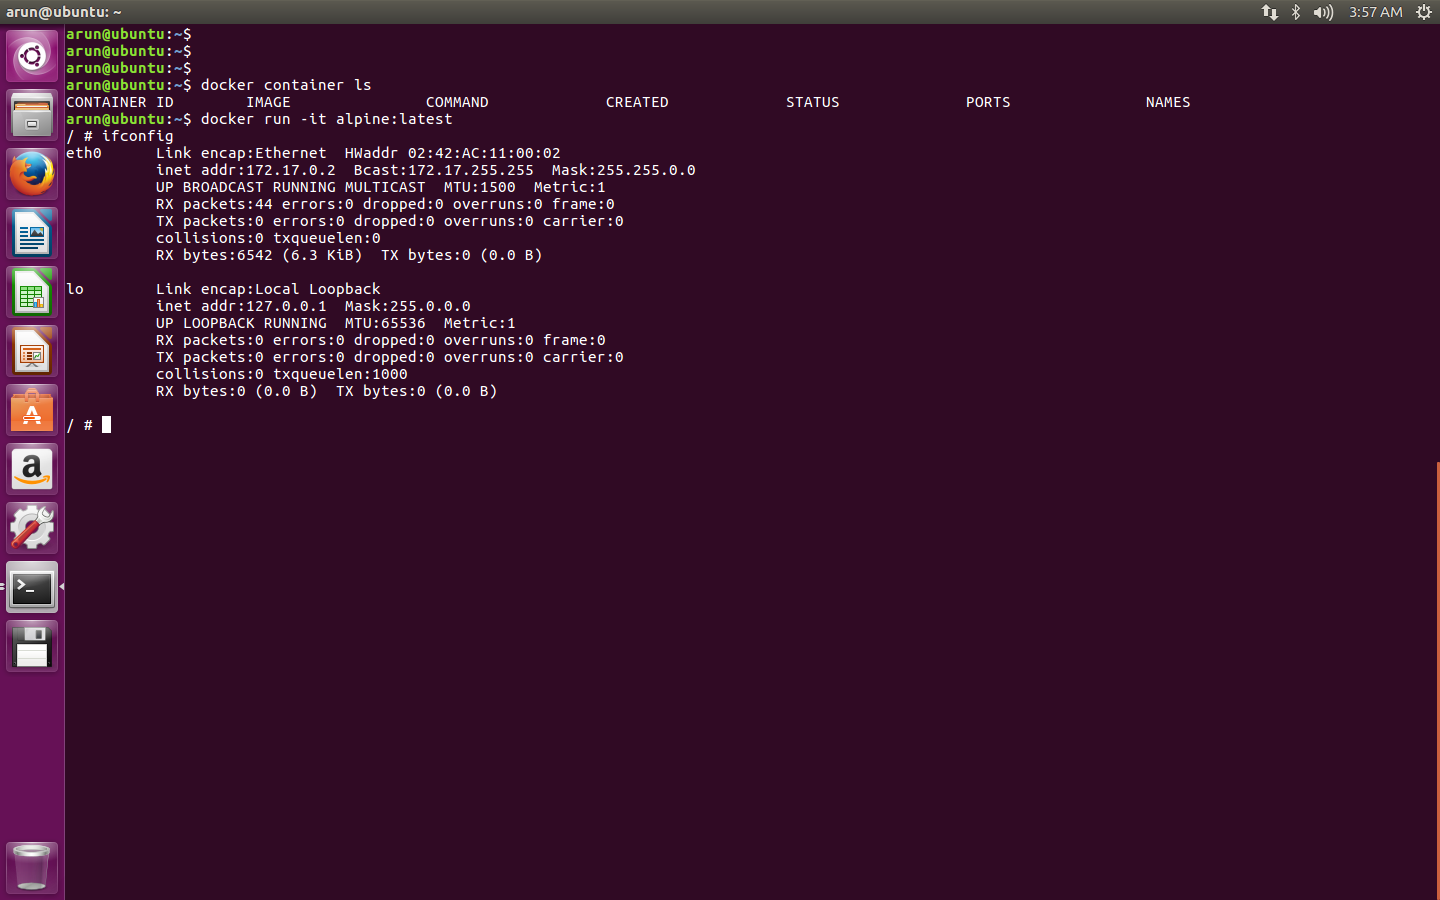 arun@ubuntu: ~
3:57 AM
arun@ubuntu:~$
arun@ubuntu:~$
arun@ubuntu:~$
arun@ubuntu:~$ docker container ls
CONTAINER ID        IMAGE               COMMAND             CREATED             STATUS              PORTS               NAMES
arun@ubuntu:~$ docker run -it alpine:latest
/ # ifconfig
eth0      Link encap:Ethernet  HWaddr 02:42:AC:11:00:02
          inet addr:172.17.0.2  Bcast:172.17.255.255  Mask:255.255.0.0
          UP BROADCAST RUNNING MULTICAST  MTU:1500  Metric:1
          RX packets:44 errors:0 dropped:0 overruns:0 frame:0
          TX packets:0 errors:0 dropped:0 overruns:0 carrier:0
          collisions:0 txqueuelen:0
          RX bytes:6542 (6.3 KiB)  TX bytes:0 (0.0 B)

lo        Link encap:Local Loopback
          inet addr:127.0.0.1  Mask:255.0.0.0
          UP LOOPBACK RUNNING  MTU:65536  Metric:1
          RX packets:0 errors:0 dropped:0 overruns:0 frame:0
          TX packets:0 errors:0 dropped:0 overruns:0 carrier:0
          collisions:0 txqueuelen:1000
          RX bytes:0 (0.0 B)  TX bytes:0 (0.0 B)

/ #